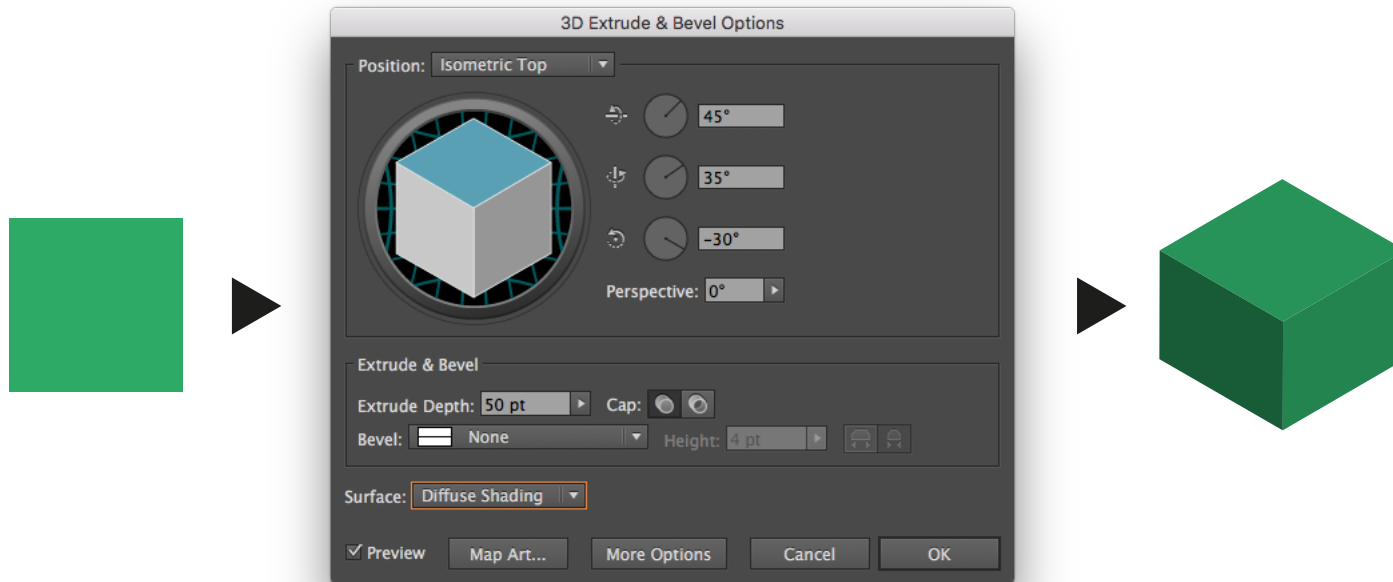 3D Extrude & Bevel Options
Position: Isometric Top
45°
35°
-30°
Perspective: 0°
Extrude & Bevel
Extrude Depth: 50 pt Cap:
Bevel: None Height: 4 pt
Surface: Diffuse Shading
Preview Map Art... More Options Cancel OK